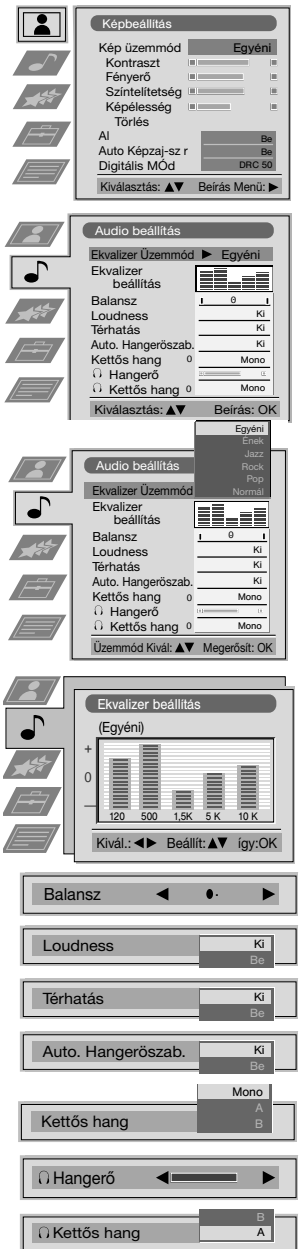 Képbeállítás
Kép üzemmód Egyéni
Kontraszt
Fényerő
Színtelítetség
Képélesség
Törlés
AI Be
Auto Képzaj-sz r Be
Digitális MÓd DRC 50
Kiválasztás: ▲▼ Beírás Menü: ▶
Audio beállítás
Ekvalizer Üzemmód ▶ Egyéni
Ekvalizer
beállítás
Balansz 0
Loudness Ki
Térhatás Ki
Auto. Hangeröszab. Ki
Kettős hang 0 Mono
Hangerő
Kettős hang 0 Mono
Kiválasztás: ▲▼ Beírás: OK
Egyéni
Ének
Jazz
Rock
Pop
Normál
Audio beállítás
Ekvalizer Üzemmód
Ekvalizer
beállítás
Balansz 0
Loudness Ki
Térhatás Ki
Auto. Hangeröszab. Ki
Kettős hang 0 Mono
Hangerő
Kettős hang 0 Mono
Üzemmód Kivál: ▲▼ Megerősít: OK
Ekvalizer beállítás
(Egyéni)
+
0
—
120 500 1,5K 5 K 10 K
Kivál.: ◀▶ Beállít: ▲▼ így:OK
Balansz ◀ ▶
Loudness Ki
Be
Térhatás Ki
Be
Auto. Hangeröszab. Ki
Be
Mono
A
Kettős hang B
Hangerő ◀ ▶
B
Kettős hang A